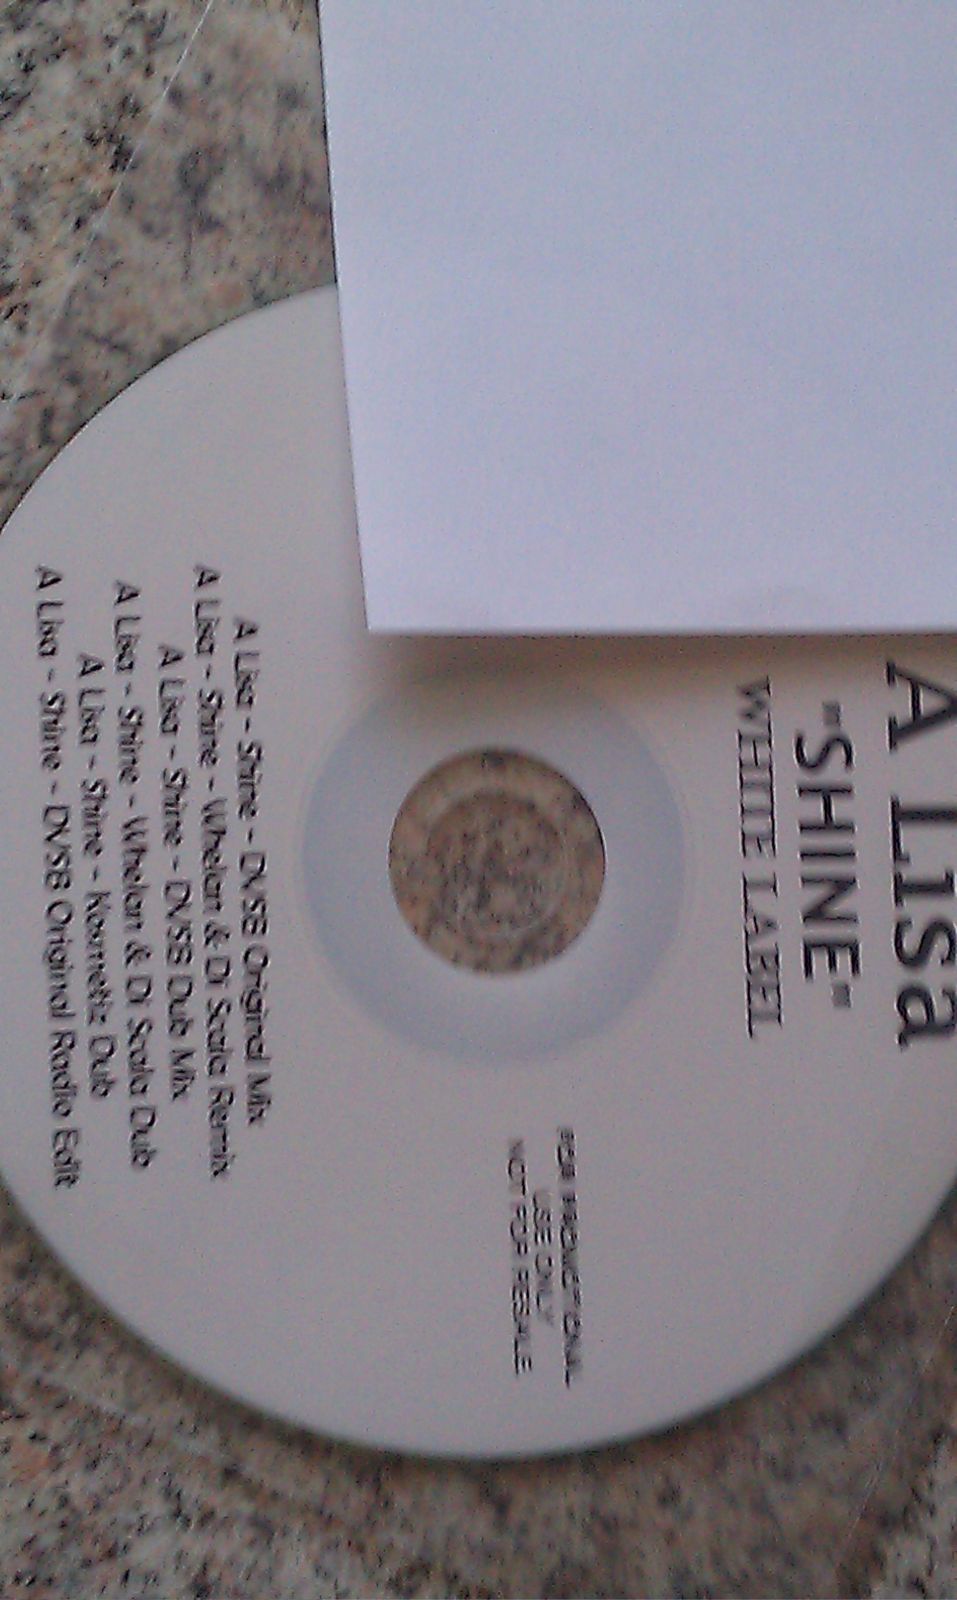 A Lisa
"SHINE"
WHITE LABEL
FOR PROMOTIONAL
USE ONLY
NOT FOR RESALE
A Lisa - Shine - DVSB Original Mix
A Lisa - Shine - Whelan & Di Scala Remix
A Lisa - Shine - DVSB Dub Mix
A Lisa - Shine - Whelan & Di Scala Dub
A Lisa - Shine - Kosmetiz Dub
A Lisa - Shine - DVSB Original Radio Edit